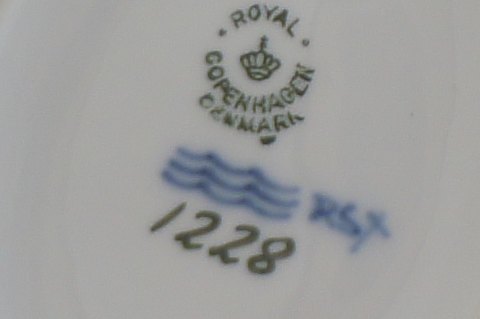 ROYAL
COPENHAGEN
DENMARK
1228